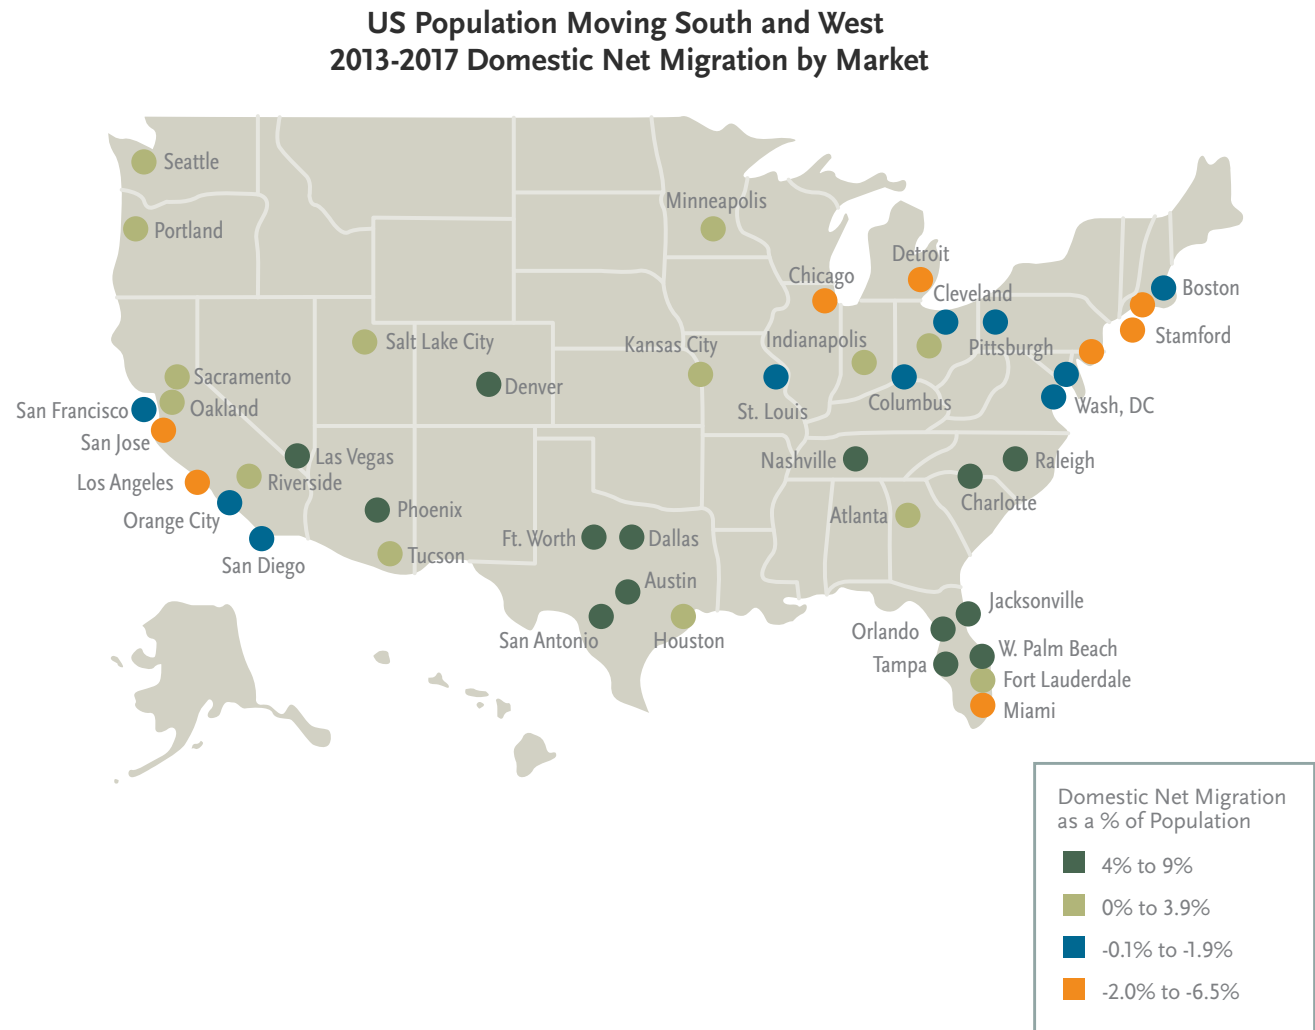 US Population Moving South and West
2013-2017 Domestic Net Migration by Market
Seattle
Portland
Minneapolis
Detroit
Chicago
Cleveland
Boston
Stamford
Salt Lake City
Kansas City
Indianapolis
Pittsburgh
Sacramento
Denver
Oakland
San Francisco
St. Louis
Columbus
Wash, DC
San Jose
Las Vegas
Nashville
Raleigh
Los Angeles
Riverside
Charlotte
Orange City
Phoenix
Atlanta
San Diego
Tucson
Ft. Worth
Dallas
Austin
San Antonio
Houston
Jacksonville
Orlando
W. Palm Beach
Tampa
Fort Lauderdale
Miami
Domestic Net Migration
as a % of Population
4% to 9%
0% to 3.9%
-0.1% to -1.9%
-2.0% to -6.5%